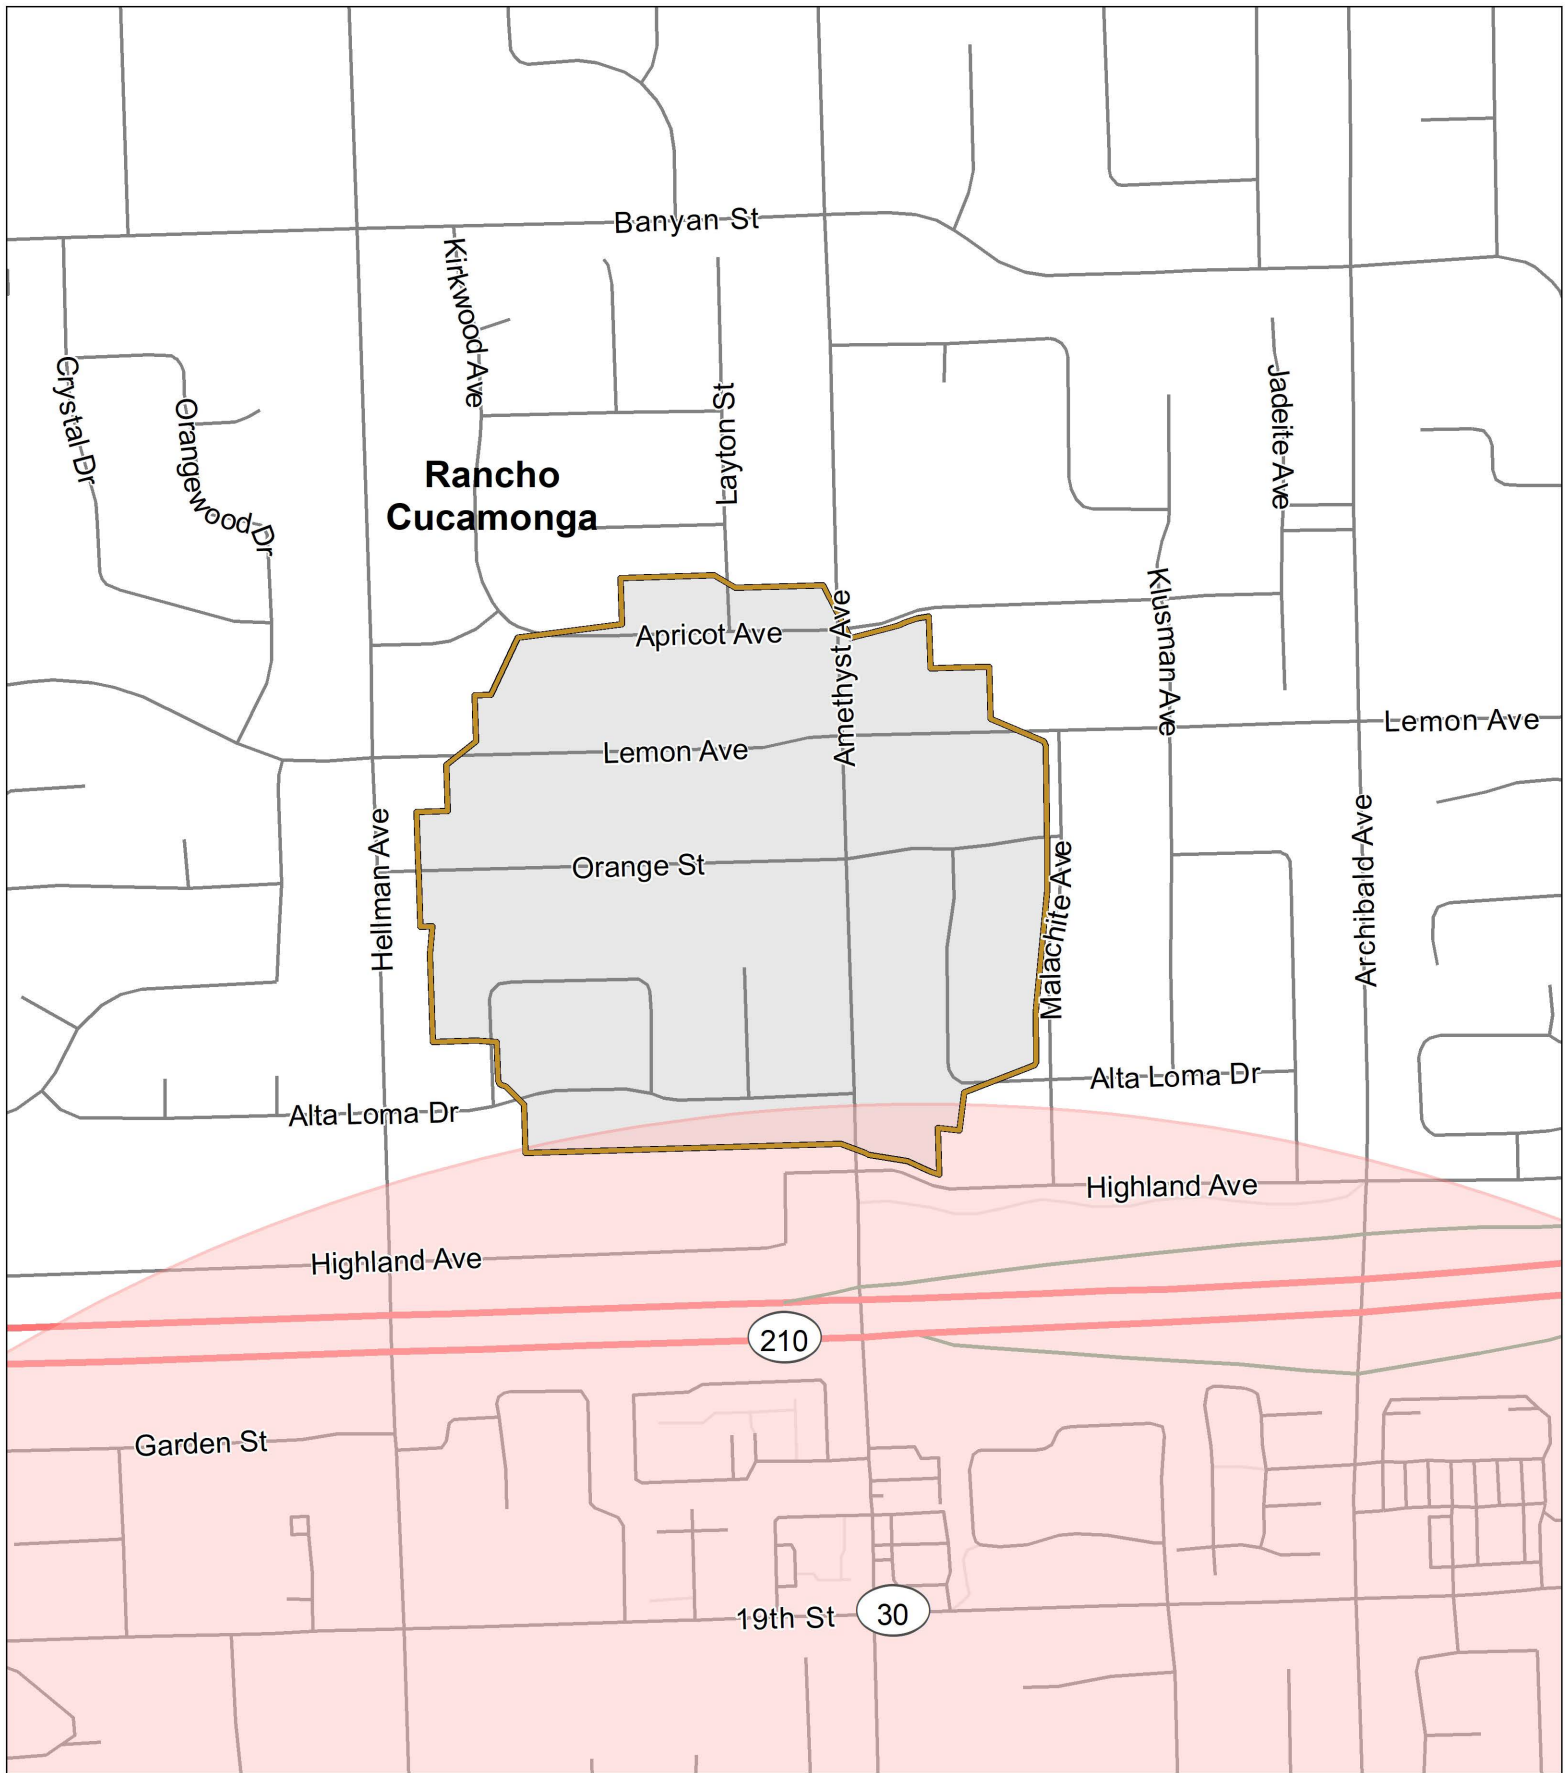 Banyan St
Kirkwood Ave
Crystal Dr
Orangewood Dr
Layton St
Jadeite Ave
Rancho
Cucamonga
Klusman Ave
Apricot Ave
Amethyst Ave
Lemon Ave
Lemon Ave
Hellman Ave
Orange St
Malachite Ave
Archibald Ave
Alta Loma Dr
Alta Loma Dr
Highland Ave
Highland Ave
210
Garden St
19th St
30